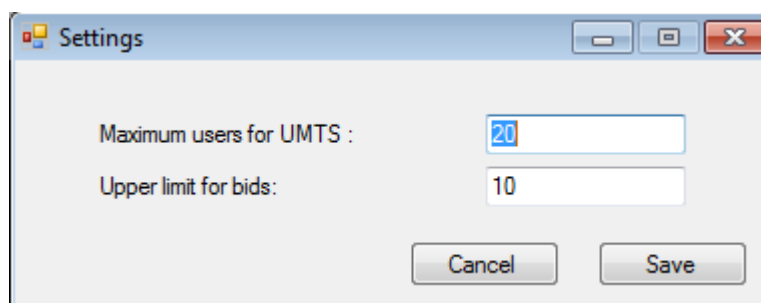 Settings
Maximum users for UMTS : 20
Upper limit for bids: 10
Cancel Save